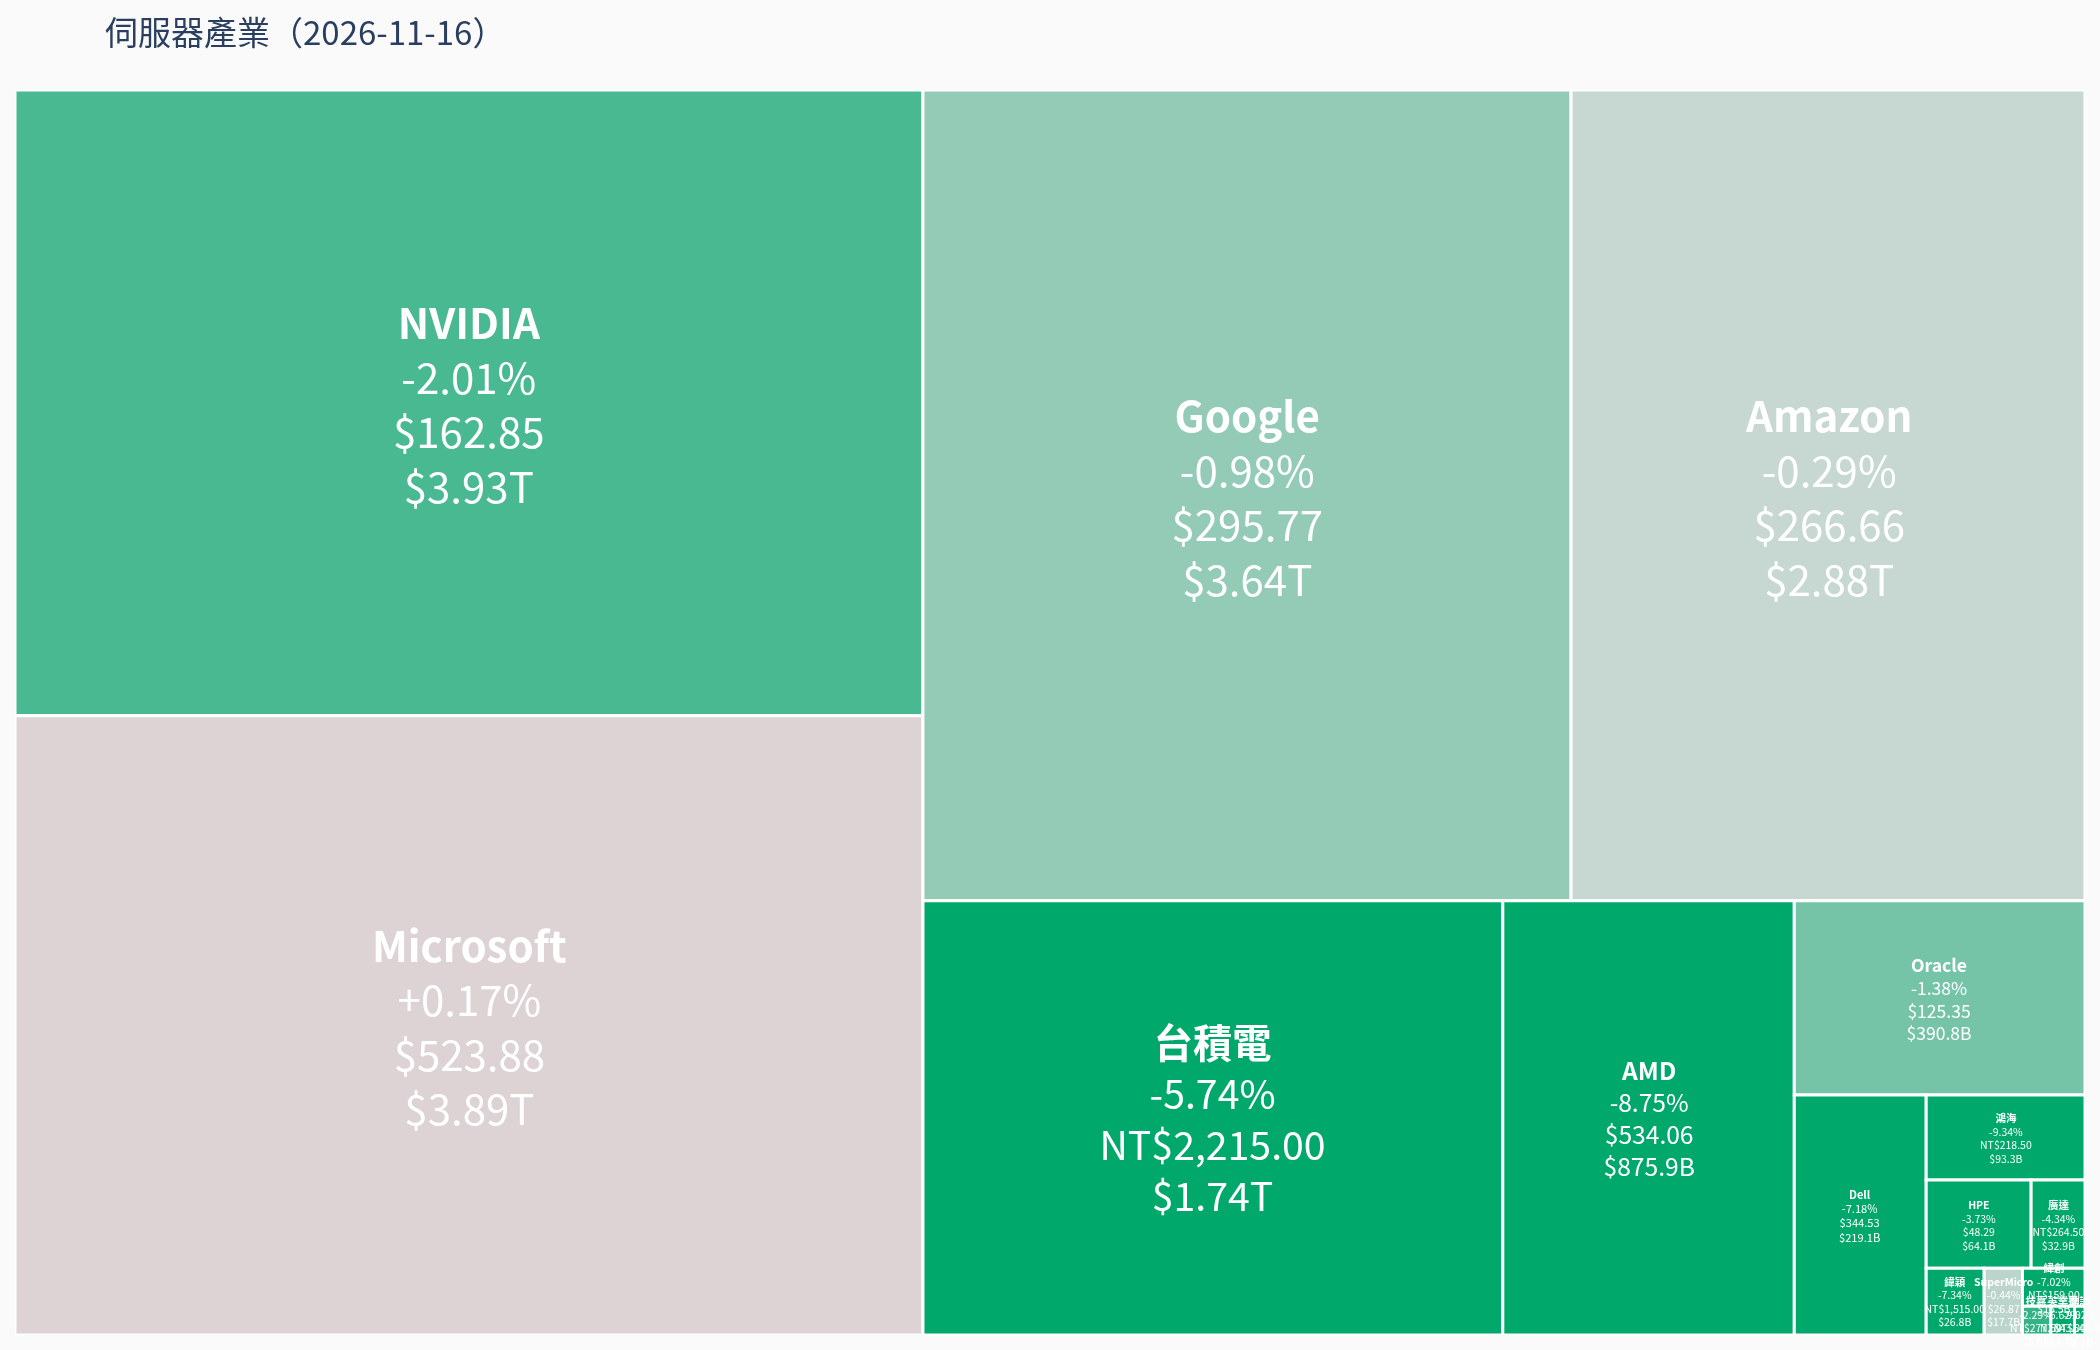 伺服器產業（2026-11-16）
NVIDIA
-2.01%
$162.85
$3.93T
Microsoft
+0.17%
$523.88
$3.89T
Google
-0.98%
$295.77
$3.64T
Amazon
-0.29%
$266.66
$2.88T
台積電
-5.74%
NT$2,215.00
$1.74T
AMD
-8.75%
$534.06
$875.9B
Oracle
-1.38%
$125.35
$390.8B
Dell
-7.18%
$344.53
$219.1B
鴻海
-9.34%
NT$218.50
$93.3B
HPE
-3.73%
$48.29
$64.1B
廣達
-4.34%
NT$264.50
$32.9B
緯穎
-7.34%
NT$1,515.00
$26.8B
SuperMicro
-0.44%
$26.87
$17.7B
緯創
-7.02%
NT$159.00